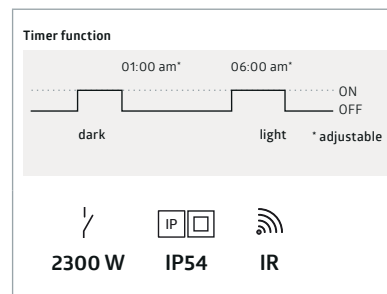 Timer function
01:00 am* 06:00 am*
ON
OFF
dark light * adjustable
IP
2300 W IP54 IR